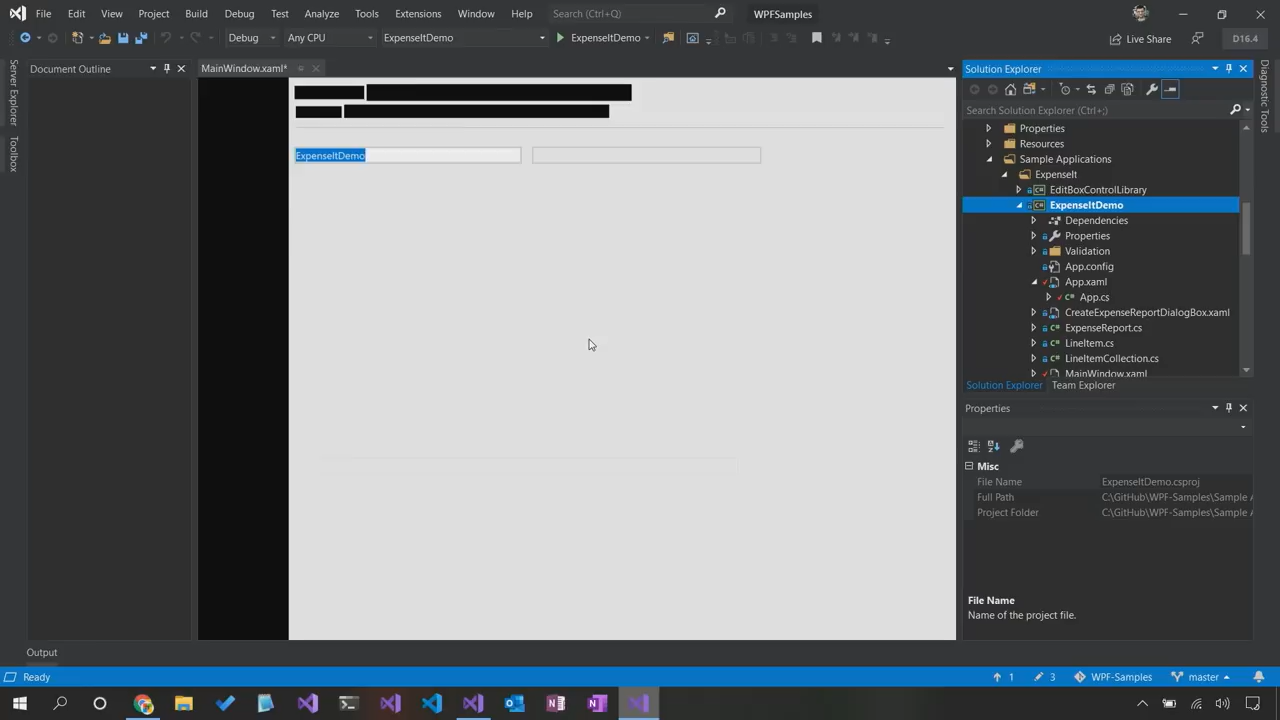 File Edit View Project Build Debug Test Analyze Tools Extensions Window Help Search (Ctrl+Q) WPFSamples
Debug Any CPU ExpenseItDemo ExpenseItDemo Live Share D16.4
Server Explorer
Toolbox
Document Outline
MainWindow.xaml*
ExpenseItDemo
Solution Explorer
Search Solution Explorer (Ctrl+;)
Properties
Resources
Sample Applications
ExpenseIt
EditBoxControlLibrary
ExpenseItDemo
Dependencies
Properties
Validation
App.config
App.xaml
App.cs
CreateExpenseReportDialogBox.xaml
ExpenseReport.cs
LineItem.cs
LineItemCollection.cs
MainWindow.xaml
Solution Explorer Team Explorer
Properties
Misc
File Name ExpenseItDemo.csproj
Full Path C:\GitHub\WPF-Samples\Sample A
Project Folder C:\GitHub\WPF-Samples\Sample A
File Name
Name of the project file.
Diagnostic Tools
Output
Ready 1 3 WPF-Samples master